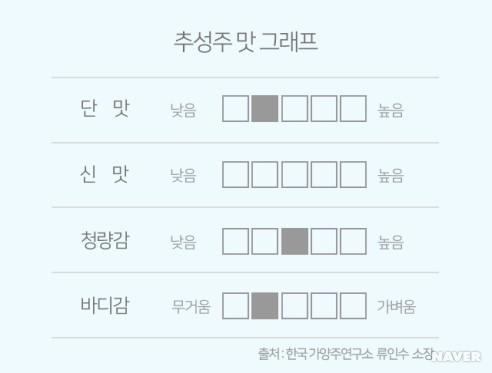 추성주 맛 그래프
단 맛 낮음 높음
신 맛 낮음 높음
청량감 낮음 높음
바디감 무거움 가벼움
출처 : 한국가양주연구소 류인수 소장
NAVER